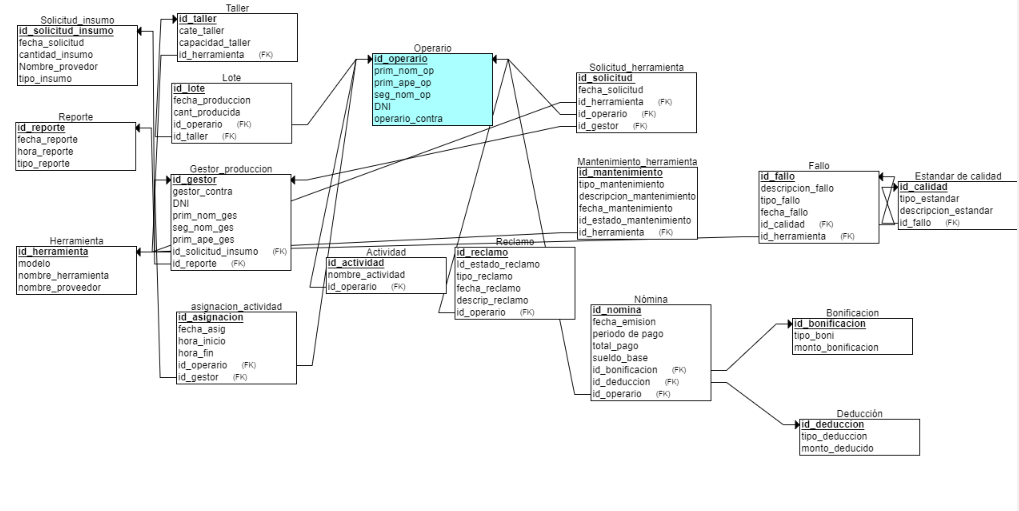 Taller
id_taller
cate_taller
capacidad_taller
id_herramienta (FK)
Solicitud_insumo
id_solicitud_insumo
fecha_solicitud
cantidad_insumo
Nombre_provedor
tipo_insumo
Operario
id_operario
prim_nom_op
prim_ape_op
seg_nom_op
DNI
operario_contra
Solicitud_herramienta
id_solicitud
fecha_solicitud
id_herramienta (FK)
id_operario (FK)
id_gestor (FK)
Lote
id_lote
fecha_produccion
cant_producida
id_operario (FK)
id_taller (FK)
Reporte
id_reporte
fecha_reporte
hora_reporte
tipo_reporte
Gestor_produccion
id_gestor
gestor_contra
DNI
prim_nom_ges
seg_nom_ges
prim_ape_ges
id_solicitud_insumo (FK)
id_reporte (FK)
Mantenimiento_herramienta
id_mantenimiento
tipo_mantenimiento
descripcion_mantenimiento
fecha_mantenimiento
id_estado_mantenimiento
id_herramienta (FK)
Fallo
id_fallo
descripcion_fallo
tipo_fallo
fecha_fallo
id_calidad (FK)
id_herramienta (FK)
Estandar de calidad
id_calidad
tipo_estandar
descripcion_estandar
id_fallo (FK)
Herramienta
id_herramienta
modelo
nombre_herramienta
nombre_proveedor
Actividad
id_actividad
nombre_actividad
id_operario (FK)
Reclamo
id_reclamo
id_estado_reclamo
tipo_reclamo
fecha_reclamo
descrip_reclamo
id_operario (FK)
asignacion_actividad
id_asignacion
fecha_asig
hora_inicio
hora_fin
id_operario (FK)
id_gestor (FK)
Nómina
id_nomina
fecha_emision
periodo de pago
total_pago
sueldo_base
id_bonificacion (FK)
id_deduccion (FK)
id_operario (FK)
Bonificacion
id_bonificacion
tipo_boni
monto_bonificacion
Deducción
id_deduccion
tipo_deduccion
monto_deducido